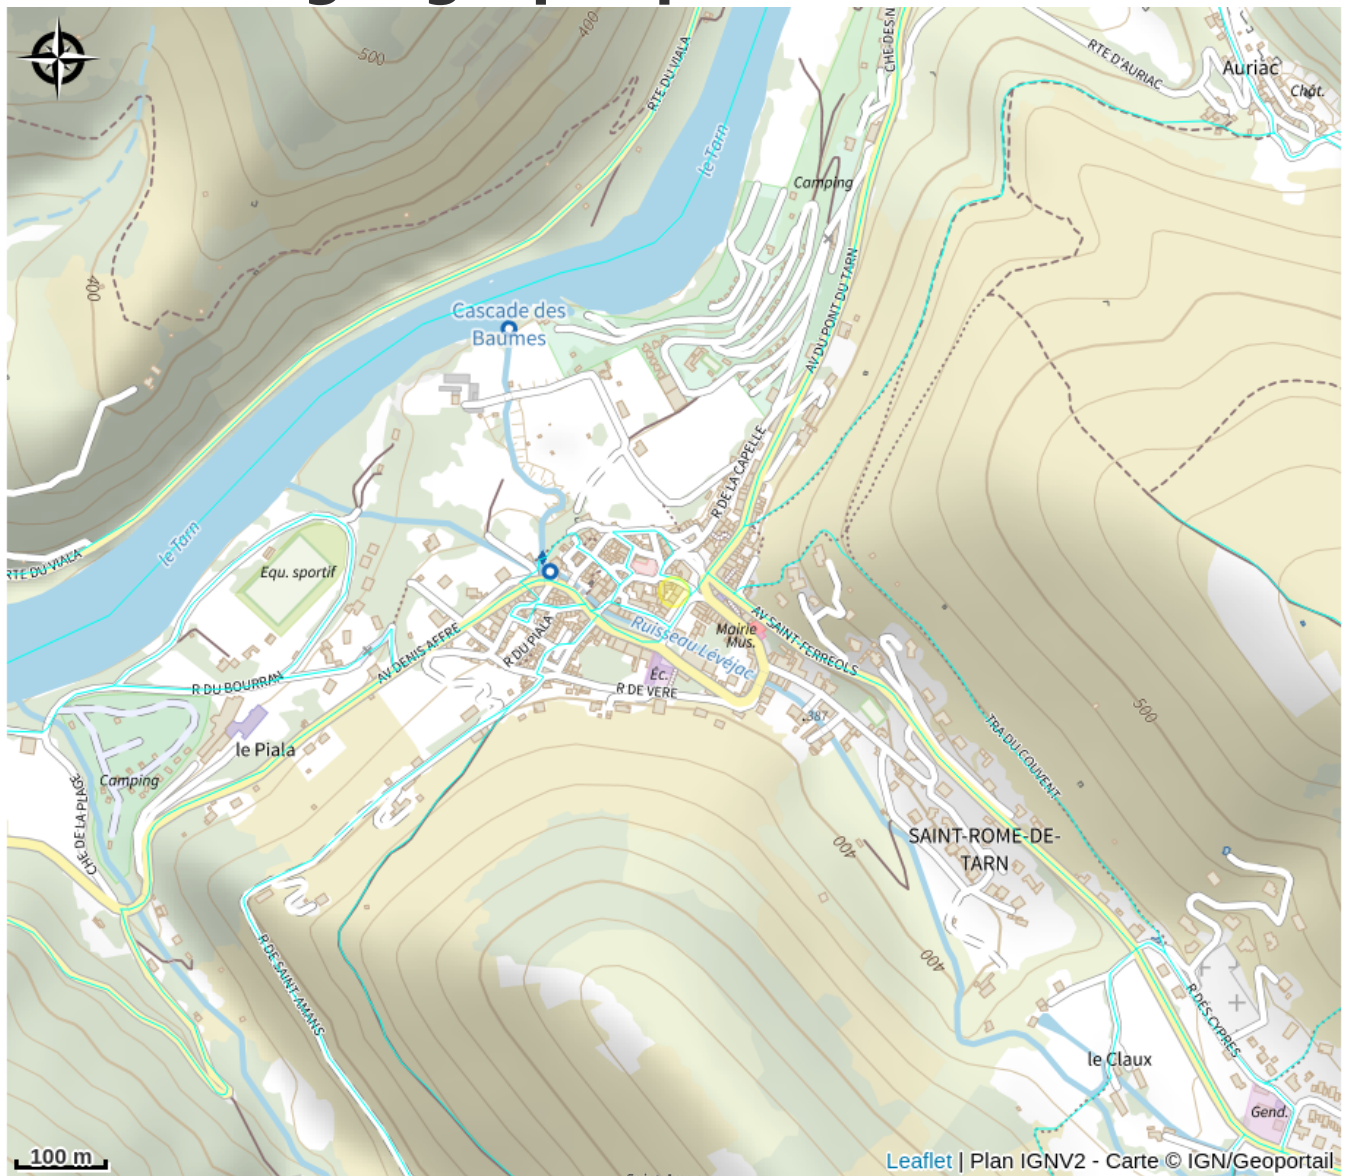 400
500
RTE DU VIALA
CHE DES N
RTE D'AURIAC
Auriac
Chât.
le Tarn
Camping
400
AV DU PONT DU TARN
Cascade des
Baumes
R DE LA CAPELLE
le Tarn
RTE DU VIALA
Equ. sportif
AV SAINT-FERREOLS
Ruisseau Lévéjac
Mairie
Mus.
AV DENIS AFFRE
R DU PIALA
Éc.
R DE VERE
R DU BOURRAN
.387
500
TRA DU COUVENT
le Piala
Camping
CHE DE LA PLAGE
400
SAINT-ROME-DE-
TARN
400
R DE SAINT-AMANS
R DES CYPRES
le Claux
Gend.
100 m
Leaflet | Plan IGNV2 - Carte © IGN/Geoportail